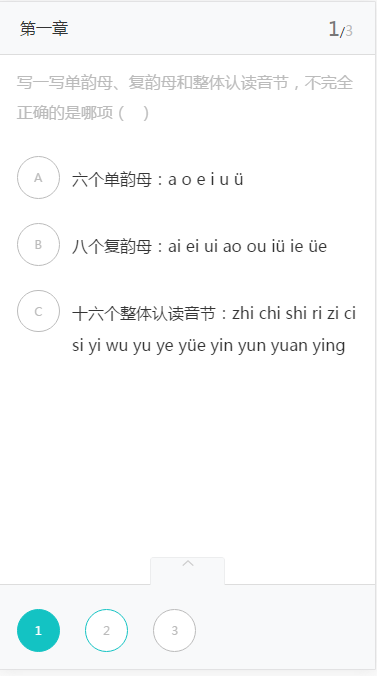 第一章
1/3
写一写单韵母、复韵母和整体认读音节，不完全
正确的是哪项（　）
A 六个单韵母：a o e i u ü
B 八个复韵母：ai ei ui ao ou iü ie üe
C 十六个整体认读音节：zhi chi shi ri zi ci
si yi wu yu ye yüe yin yun yuan ying
1 2 3